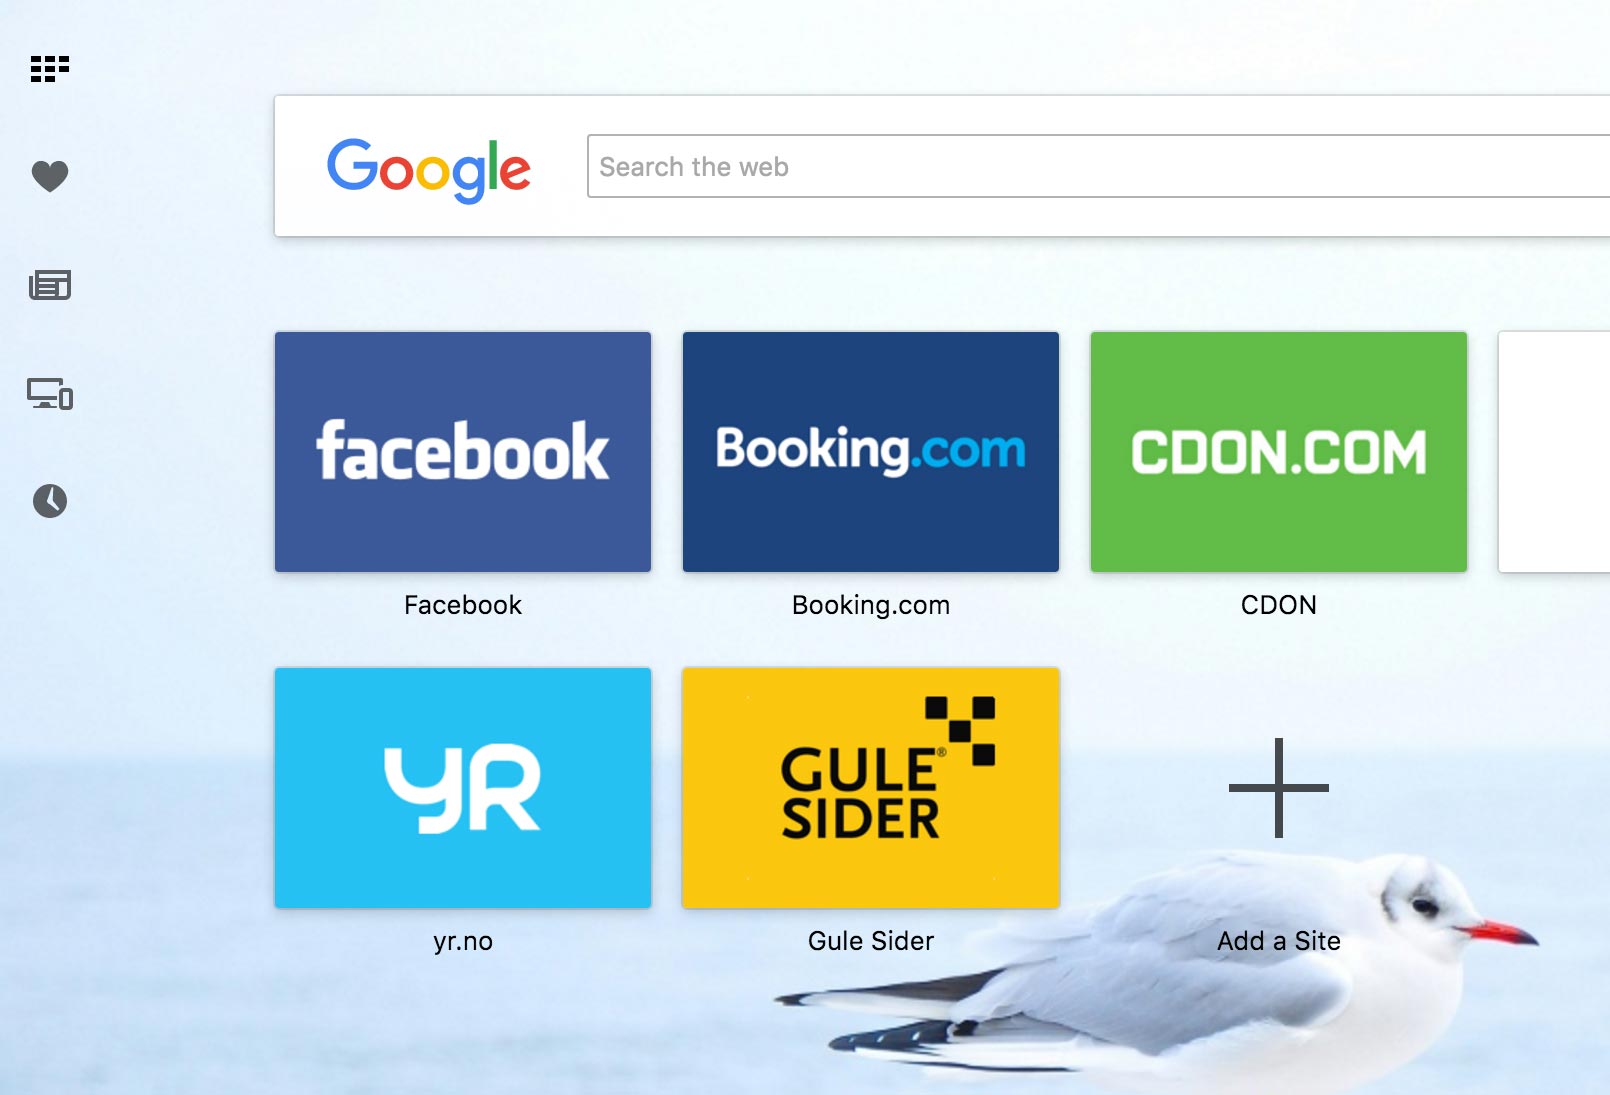 Google
Search the web
facebook
Booking.com
CDON.COM
Facebook
Booking.com
CDON
yr
GULE®
SIDER
yr.no
Gule Sider
Add a Site